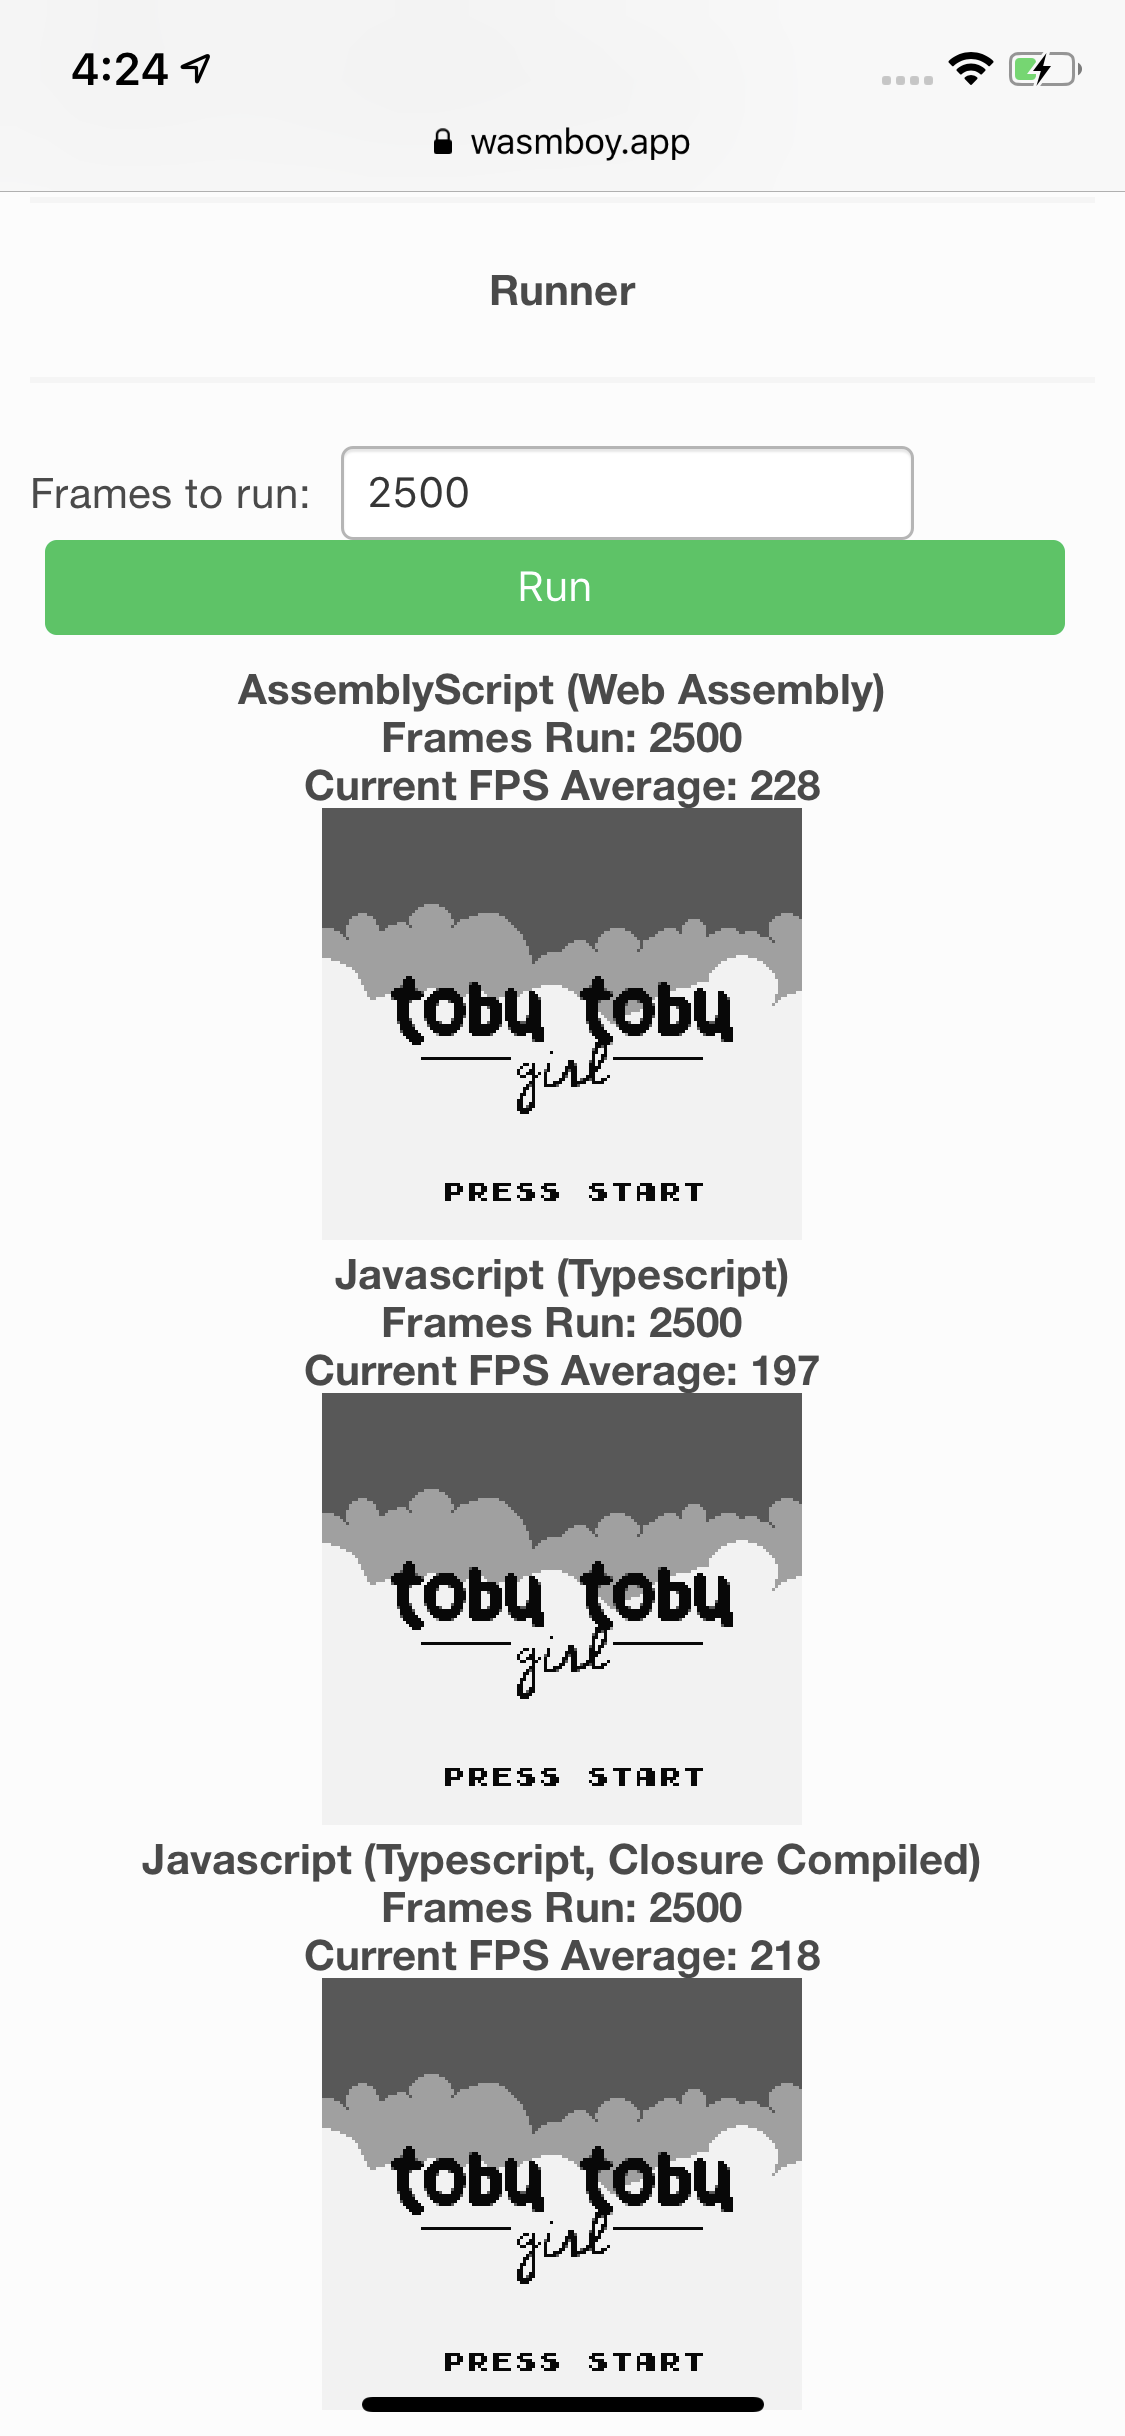 4:24
wasmboy.app
Runner
Frames to run: 2500
Run
AssemblyScript (Web Assembly)
Frames Run: 2500
Current FPS Average: 228
tobu tobu
girl
PRESS START
Javascript (Typescript)
Frames Run: 2500
Current FPS Average: 197
tobu tobu
girl
PRESS START
Javascript (Typescript, Closure Compiled)
Frames Run: 2500
Current FPS Average: 218
tobu tobu
girl
PRESS START